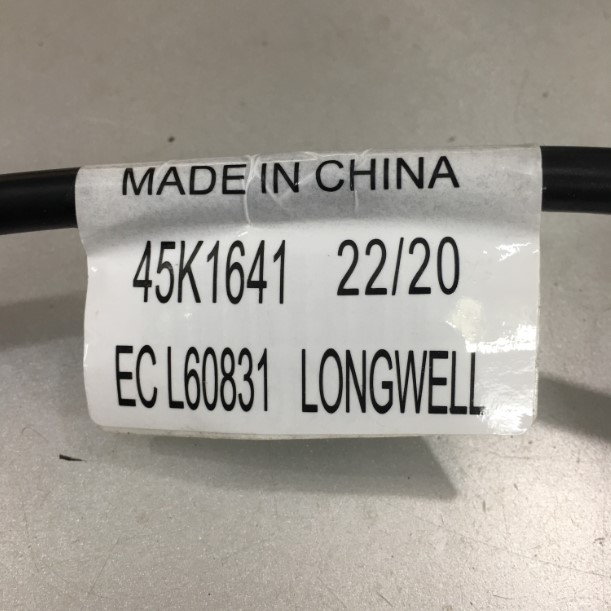 MADE IN CHINA
45K1641 22/20
EC L60831 LONGWELL